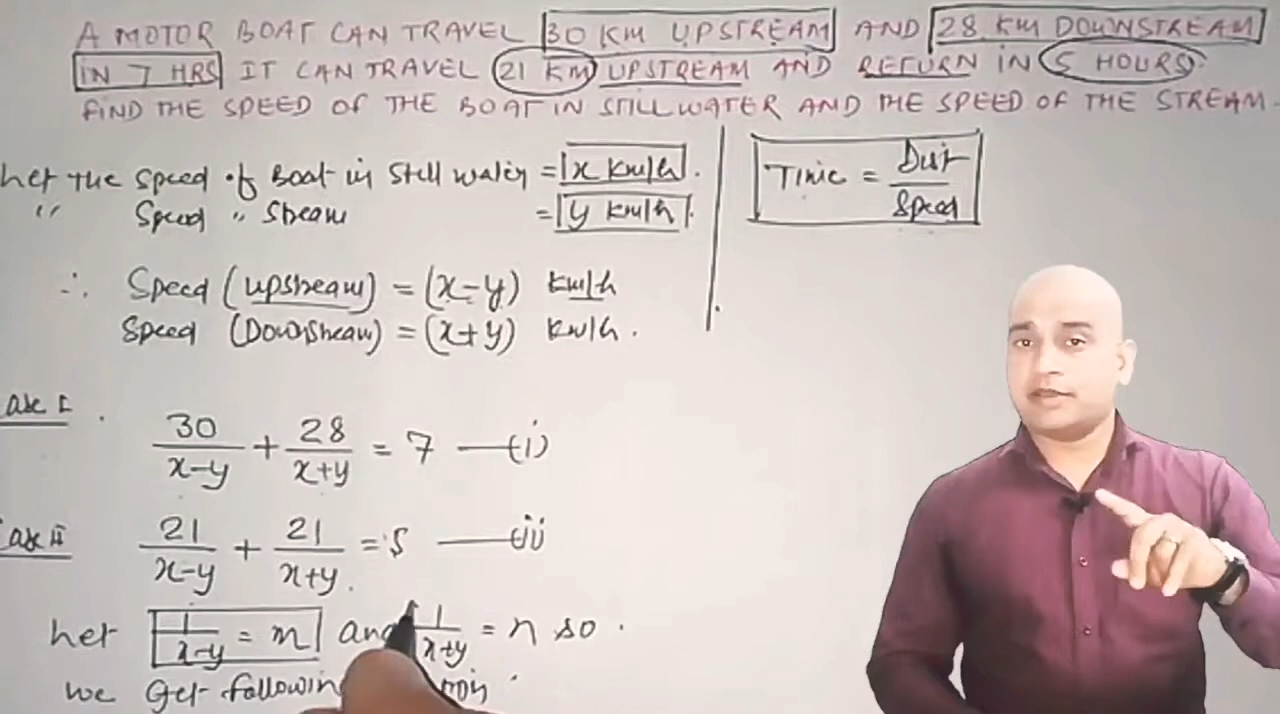 A MOTOR BOAT CAN TRAVEL 30 KM UPSTREAM AND 28 KM DOWNSTREAM
IN 7 HRS IT CAN TRAVEL 21 KM UPSTREAM AND RETURN IN 5 HOURS.
FIND THE SPEED OF THE BOAT IN STILL WATER AND THE SPEED OF THE STREAM.
Let the speed of Boat in still water = x km/h.
" Speed " Stream = y km/h.
Time = Dist/Speed
∴ Speed (upstream) = (x-y) km/h
Speed (Downstream) = (x+y) km/h.
ase I.
30/(x-y) + 28/(x+y) = 7 —(i)
ase II
21/(x-y) + 21/(x+y) = 5 —(ii)
Let 1/(x-y) = m and 1/(x+y) = n so.
we get following